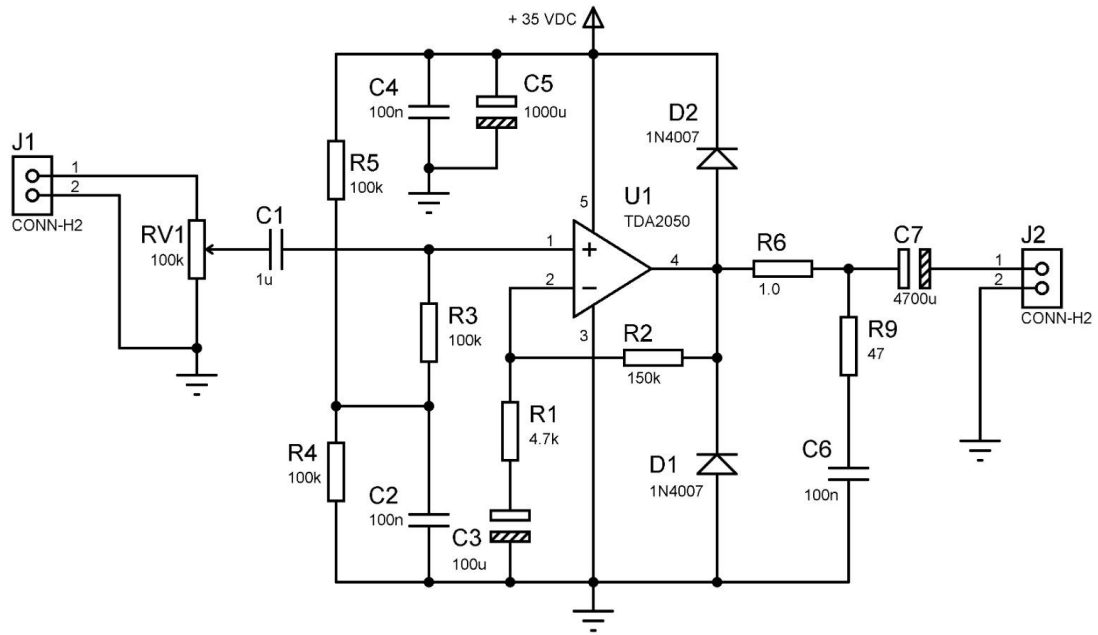 + 35 VDC
C4
100n
C5
1000u
D2
1N4007
J1
1
2
CONN-H2
R5
100k
RV1
100k
C1
1u
5
U1
TDA2050
1
2
3
4
+
−
R6
1.0
C7
4700u
J2
1
2
CONN-H2
R3
100k
R2
150k
R9
47
R1
4.7k
R4
100k
D1
1N4007
C6
100n
C2
100n
C3
100u